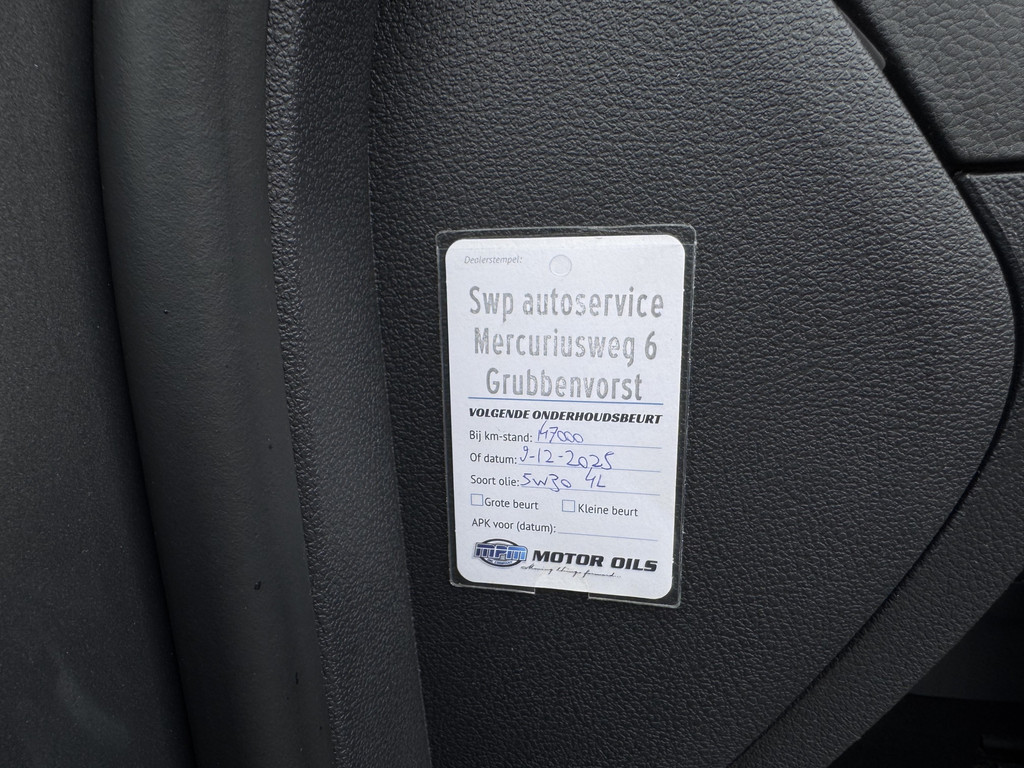 Dealerstempel:
Swp autoservice
Mercuriusweg 6
Grubbenvorst
VOLGENDE ONDERHOUDSBEURT
Bij km-stand:
Of datum: 9-12-2025
Soort olie: 5W30 4L
Grote beurt Kleine beurt
APK voor (datum):
MPM MOTOR OILS